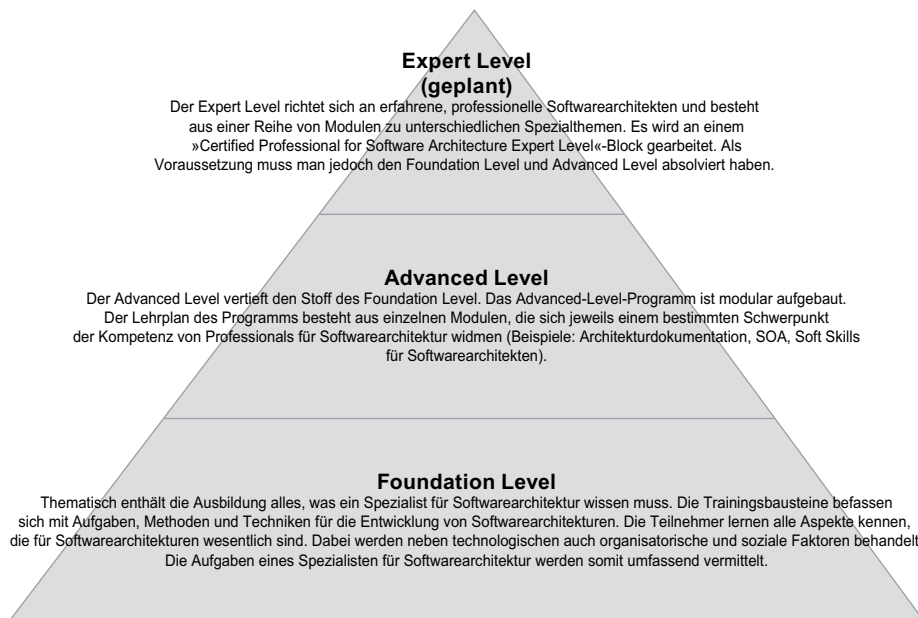 Expert Level
(geplant)
Der Expert Level richtet sich an erfahrene, professionelle Softwarearchitekten und besteht
aus einer Reihe von Modulen zu unterschiedlichen Spezialthemen. Es wird an einem
»Certified Professional for Software Architecture Expert Level«-Block gearbeitet. Als
Voraussetzung muss man jedoch den Foundation Level und Advanced Level absolviert haben.
Advanced Level
Der Advanced Level vertieft den Stoff des Foundation Level. Das Advanced-Level-Programm ist modular aufgebaut.
Der Lehrplan des Programms besteht aus einzelnen Modulen, die sich jeweils einem bestimmten Schwerpunkt
der Kompetenz von Professionals für Softwarearchitektur widmen (Beispiele: Architekturdokumentation, SOA, Soft Skills
für Softwarearchitekten).
Foundation Level
Thematisch enthält die Ausbildung alles, was ein Spezialist für Softwarearchitektur wissen muss. Die Trainingsbausteine befassen
sich mit Aufgaben, Methoden und Techniken für die Entwicklung von Softwarearchitekturen. Die Teilnehmer lernen alle Aspekte kennen,
die für Softwarearchitekturen wesentlich sind. Dabei werden neben technologischen auch organisatorische und soziale Faktoren behandelt
Die Aufgaben eines Spezialisten für Softwarearchitektur werden somit umfassend vermittelt.